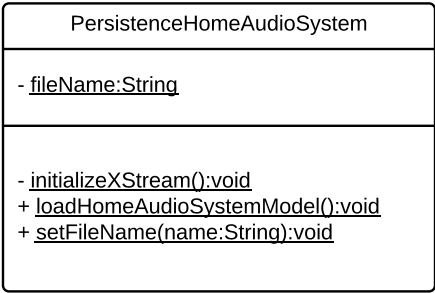 PersistenceHomeAudioSystem
- fileName:String
- initializeXStream():void
+ loadHomeAudioSystemModel():void
+ setFileName(name:String):void